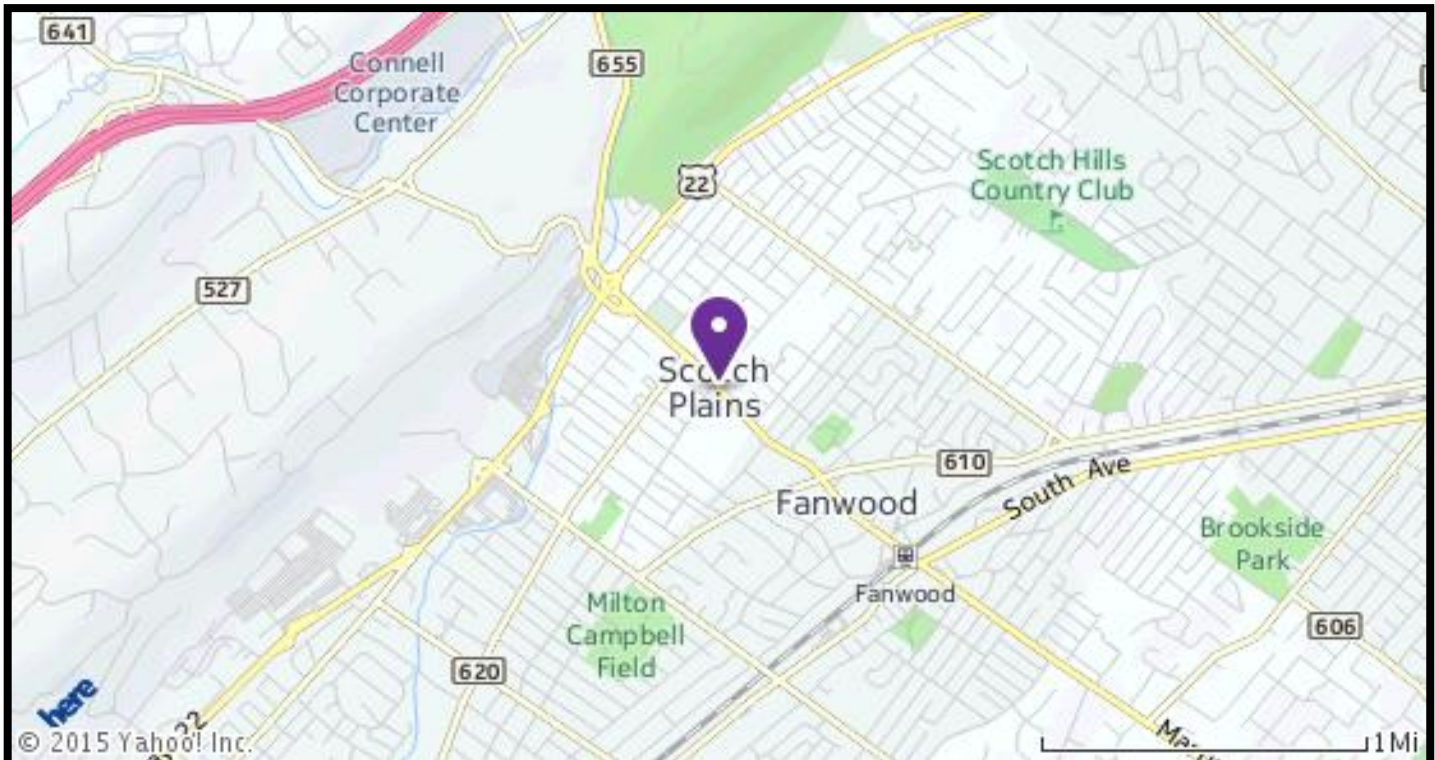 641
Connell
Corporate
Center
655
22
Scotch Hills
Country Club
527
Scotch
Plains
610
South Ave
Fanwood
Brookside
Park
Fanwood
Milton
Campbell
Field
606
620
here
22
© 2015 Yahoo! Inc.
1Mi